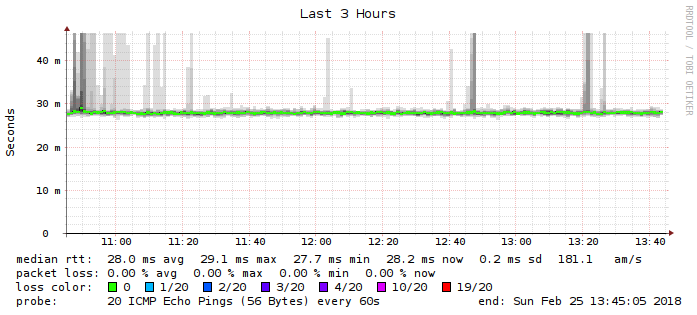 Last 3 Hours
RRDTOOL / TOBI OETIKER
Seconds
40 m
30 m
20 m
10 m
0
11:00 11:20 11:40 12:00 12:20 12:40 13:00 13:20 13:40
median rtt: 28.0 ms avg 29.1 ms max 27.7 ms min 28.2 ms now 0.2 ms sd 181.1 am/s
packet loss: 0.00 % avg 0.00 % max 0.00 % min 0.00 % now
loss color: 0 1/20 2/20 3/20 4/20 10/20 19/20
probe: 20 ICMP Echo Pings (56 Bytes) every 60s end: Sun Feb 25 13:45:05 2018